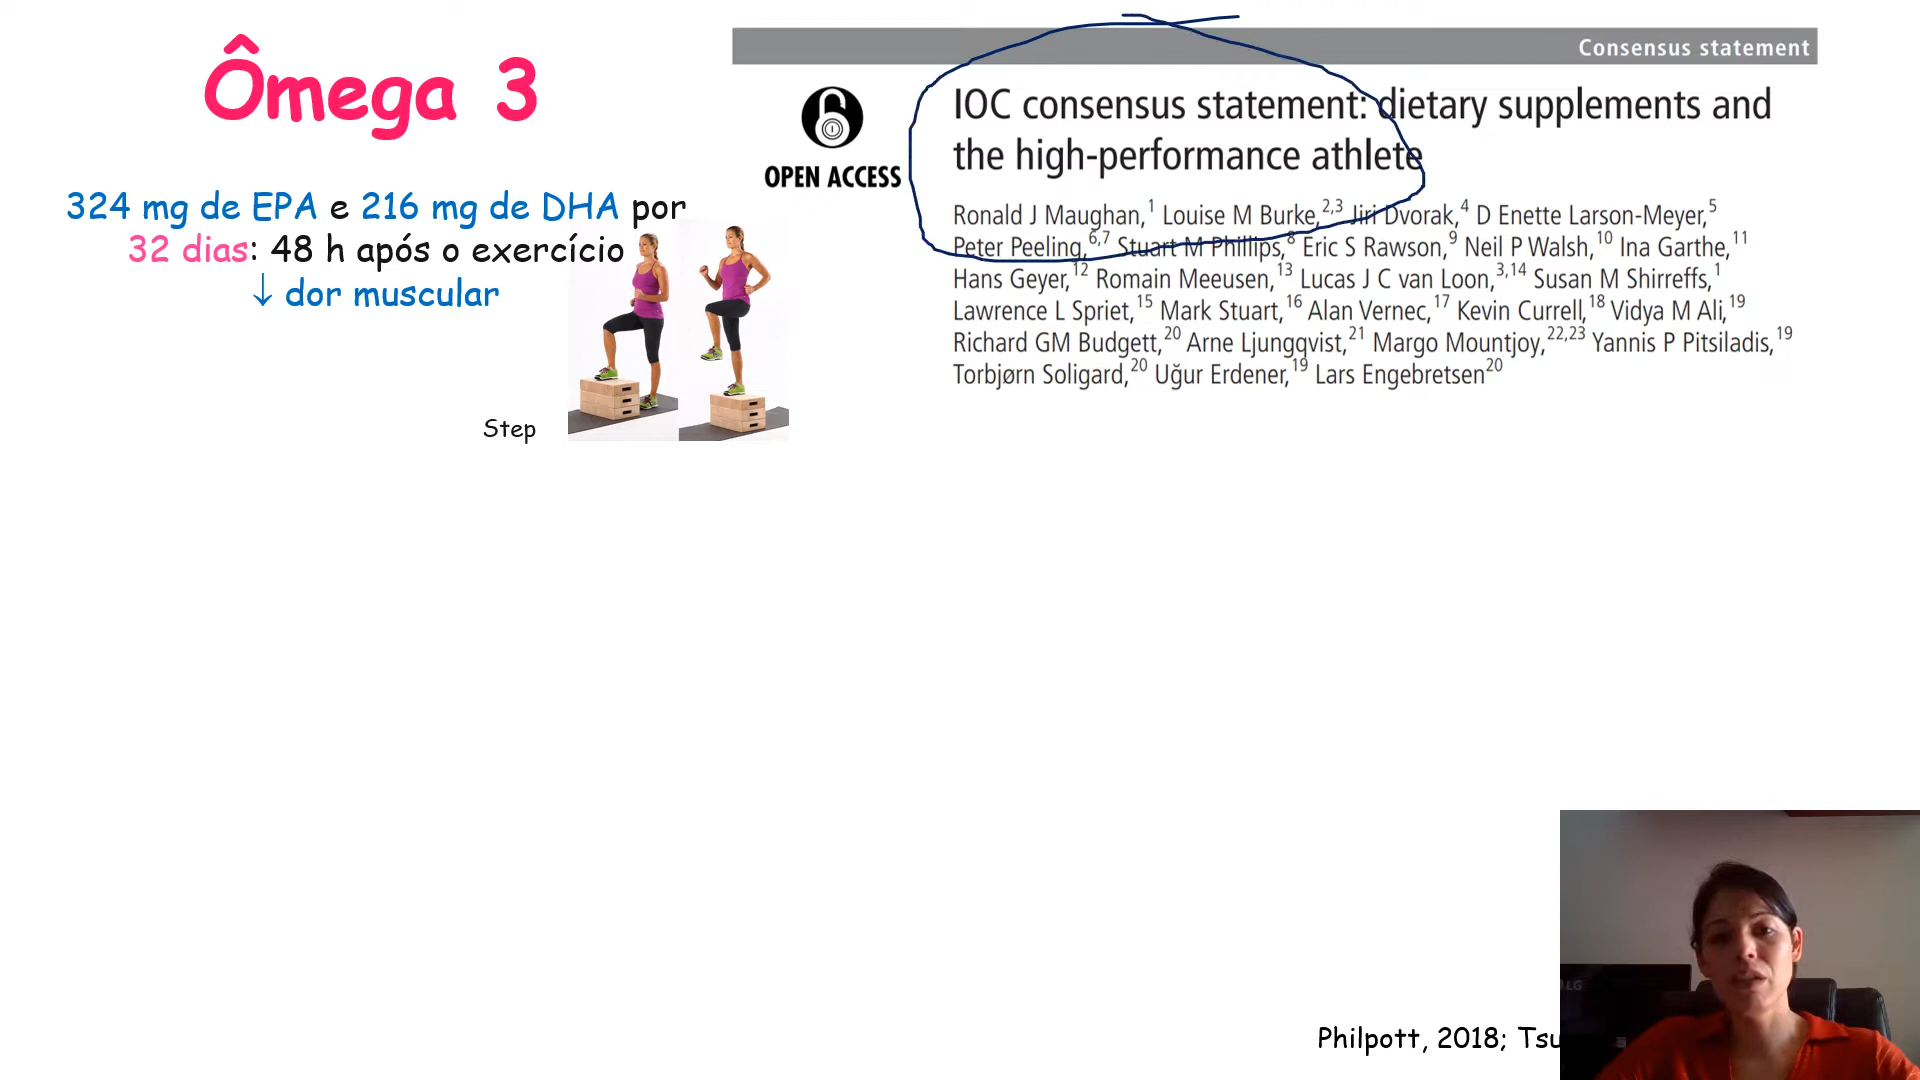 Ômega 3
324 mg de EPA e 216 mg de DHA por
32 dias: 48 h após o exercício
↓ dor muscular
Step
Consensus statement
OPEN ACCESS
IOC consensus statement: dietary supplements and
the high-performance athlete
Ronald J Maughan,1 Louise M Burke,2,3 Jiri Dvorak,4 D Enette Larson-Meyer,5
Peter Peeling,6,7 Stuart M Phillips,8 Eric S Rawson,9 Neil P Walsh,10 Ina Garthe,11
Hans Geyer,12 Romain Meeusen,13 Lucas J C van Loon,3,14 Susan M Shirreffs,1
Lawrence L Spriet,15 Mark Stuart,16 Alan Vernec,17 Kevin Currell,18 Vidya M Ali,19
Richard GM Budgett,20 Arne Ljungqvist,21 Margo Mountjoy,22,23 Yannis P Pitsiladis,19
Torbjørn Soligard,20 Uğur Erdener,19 Lars Engebretsen20
LG
Philpott, 2018;